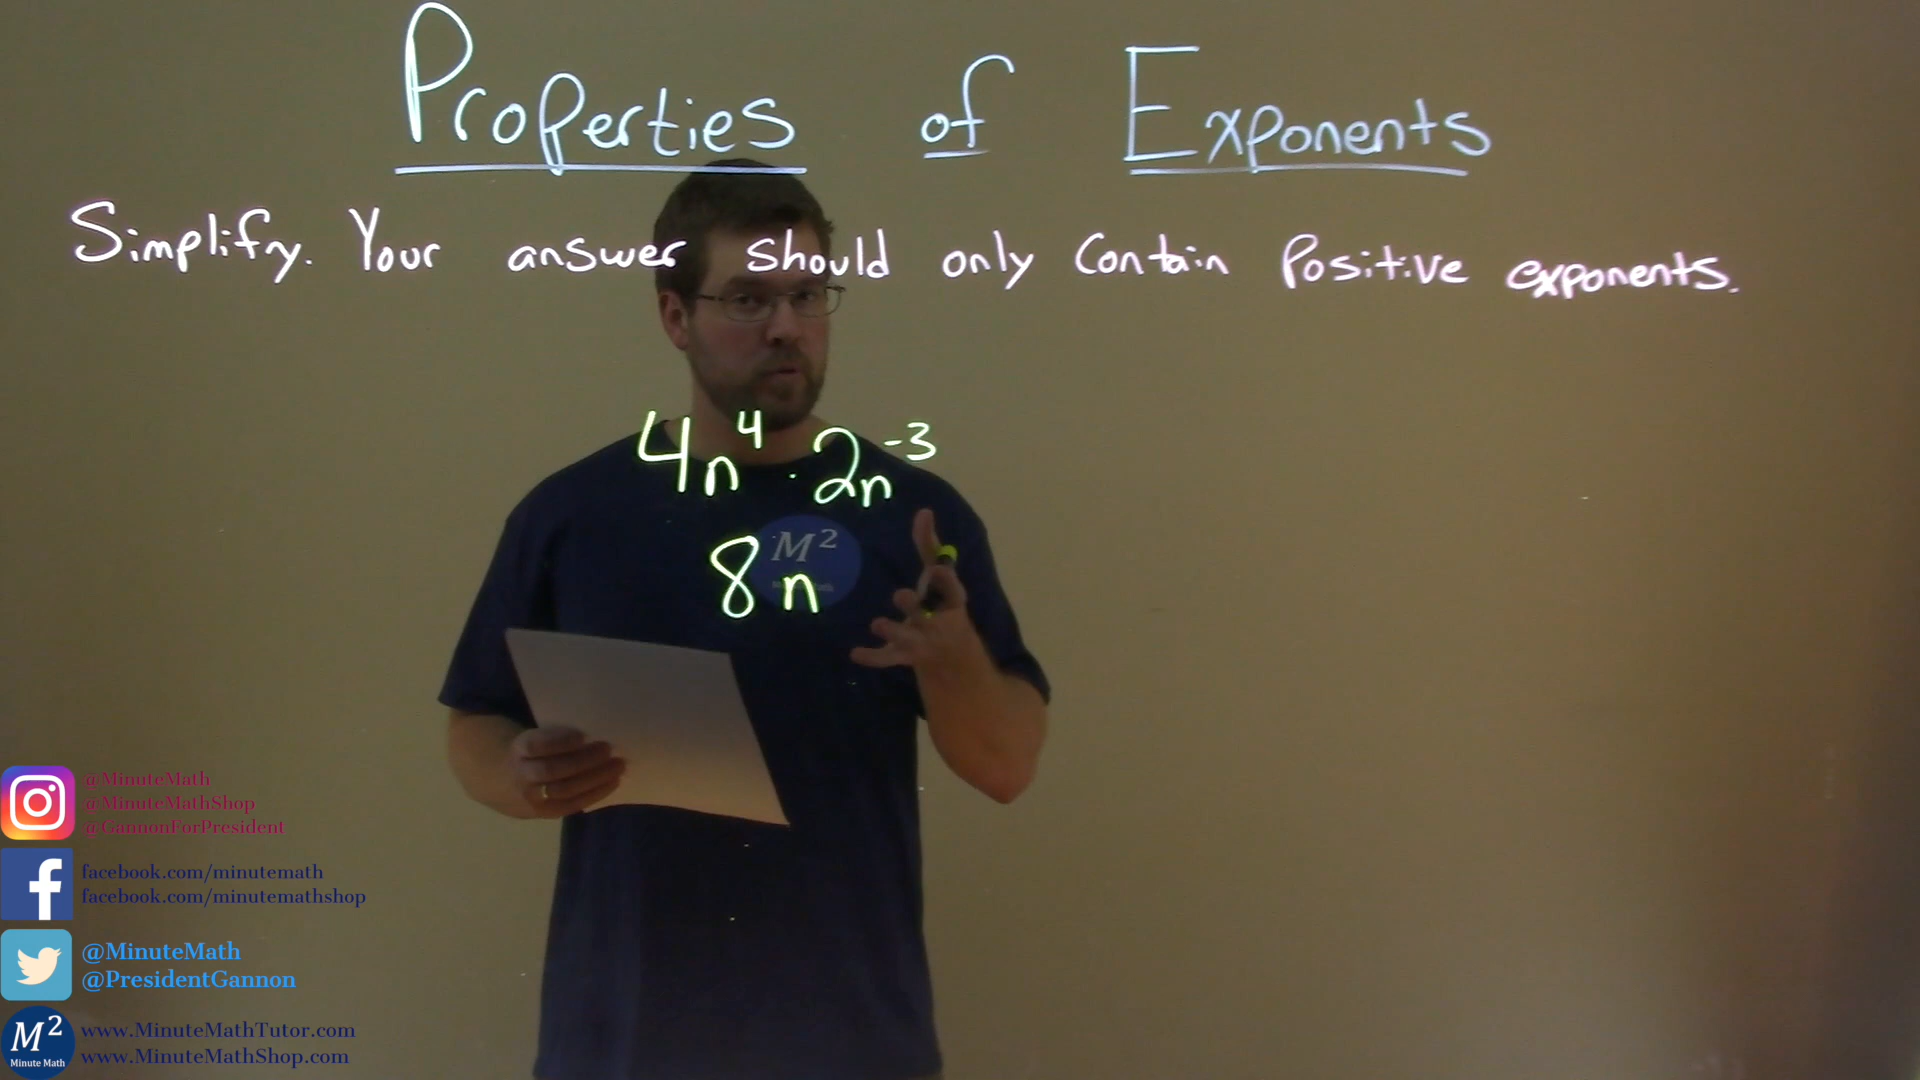 Properties of Exponents
Simplify. Your answer should only contain positive exponents.
4n⁴ · 2n⁻³
8n
M²
@MinuteMath
@MinuteMathShop
@GannonForPresident
facebook.com/minutemath
facebook.com/minutemathshop
@MinuteMath
@PresidentGannon
M²
Minute Math
www.MinuteMathTutor.com
www.MinuteMathShop.com